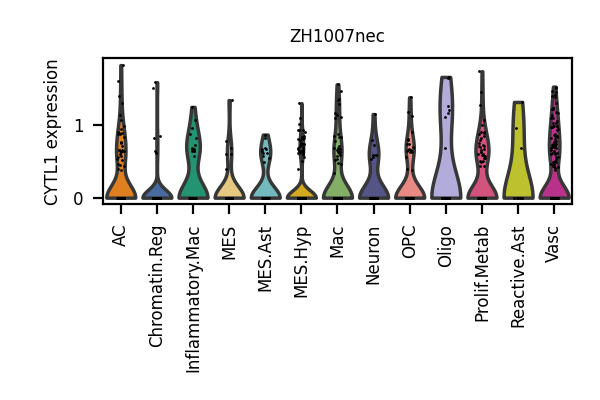 ZH1007nec
CYTL1 expression
1
0
AC
Chromatin.Reg
Inflammatory.Mac
MES
MES.Ast
MES.Hyp
Mac
Neuron
OPC
Oligo
Prolif.Metab
Reactive.Ast
Vasc